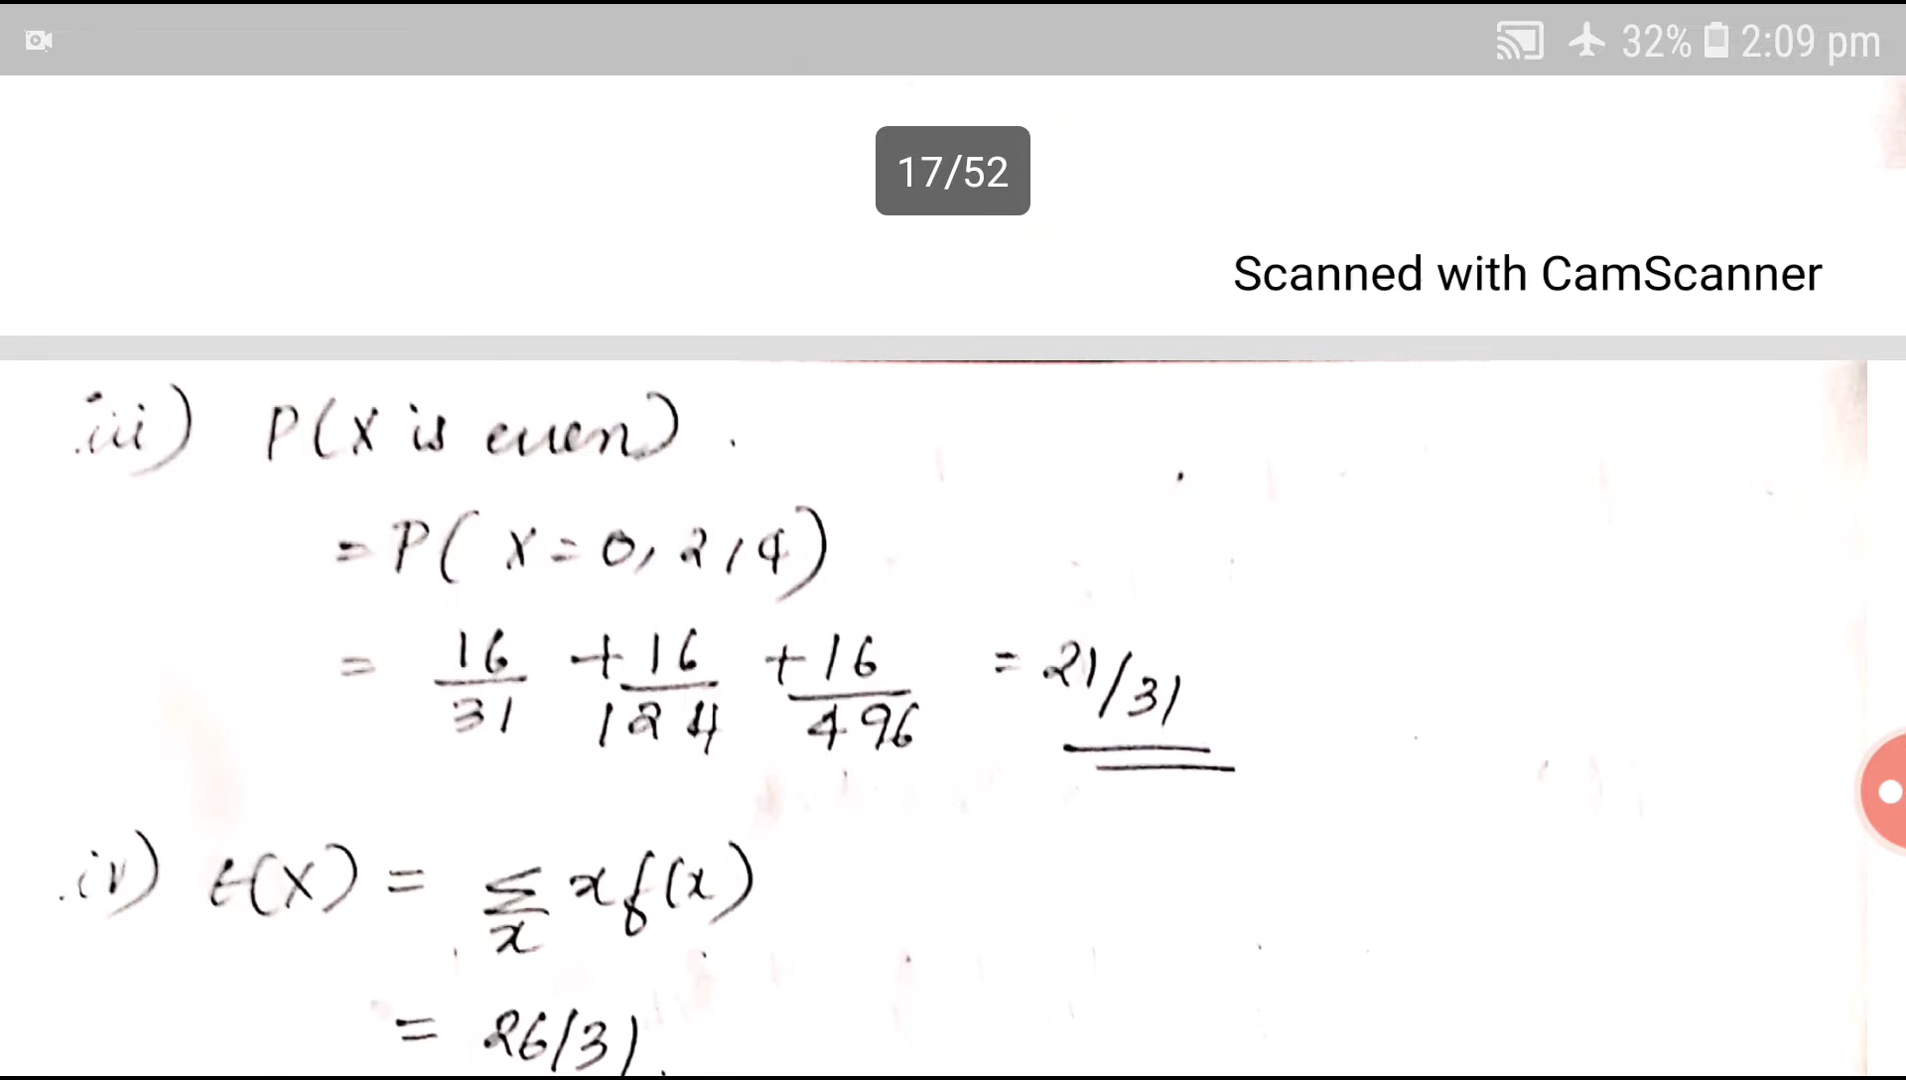 32% 2:09 pm
17/52
Scanned with CamScanner
iii) P(X is even).
= P( X = 0, 2, 4)
= 16/31 + 16/124 + 16/496 = 21/31
iv) E(X) = Σx x f(x)
= 26/31.